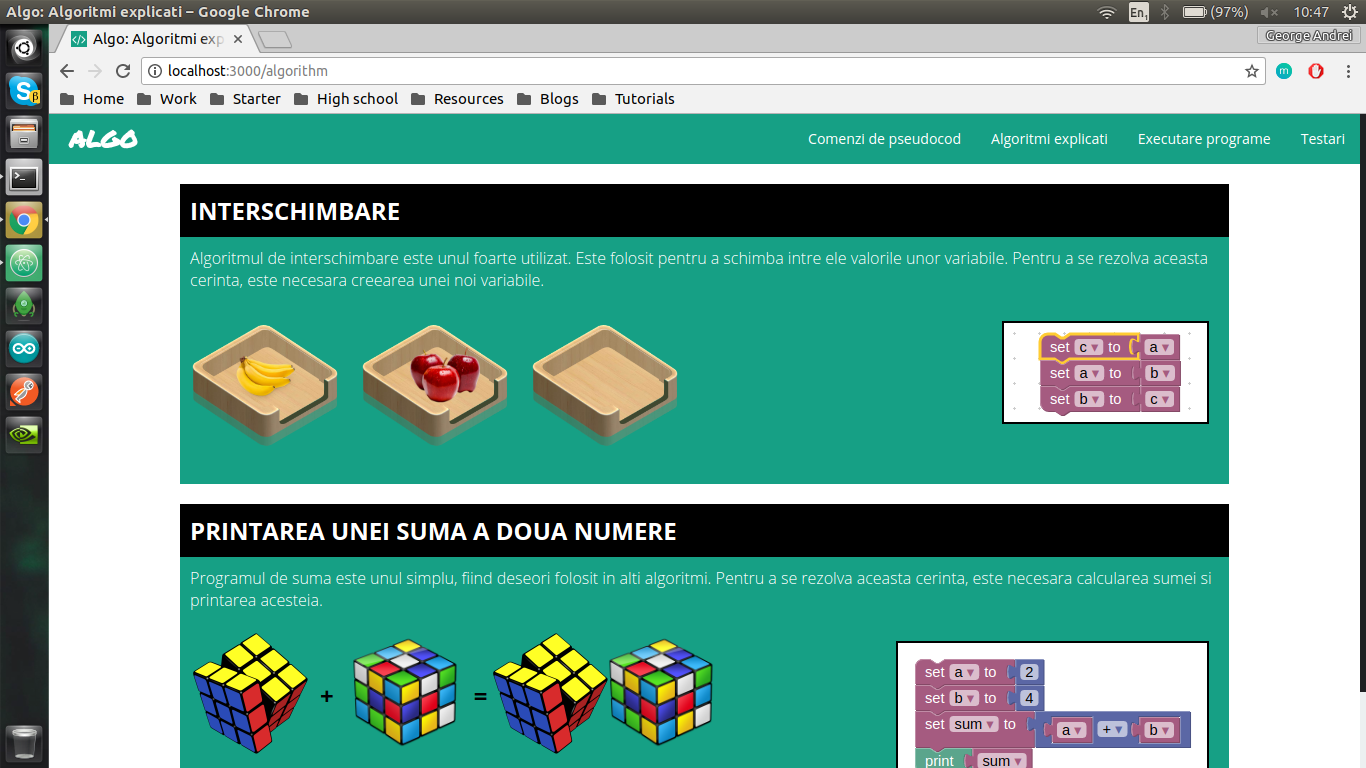 Algo: Algoritmi explicati – Google Chrome
En1
(97%)
10:47
Algo: Algoritmi exp
George Andrei
localhost:3000/algorithm
m
Home Work Starter High school Resources Blogs Tutorials
ALGO
Comenzi de pseudocod Algoritmi explicati Executare programe Testari
INTERSCHIMBARE
Algoritmul de interschimbare este unul foarte utilizat. Este folosit pentru a schimba intre ele valorile unor variabile. Pentru a se rezolva aceasta
cerinta, este necesara creearea unei noi variabile.
set c to a
set a to b
set b to c
PRINTAREA UNEI SUMA A DOUA NUMERE
Programul de suma este unul simplu, fiind deseori folosit in alti algoritmi. Pentru a se rezolva aceasta cerinta, este necesara calcularea sumei si
printarea acesteia.
+ =
set a to 2
set b to 4
set sum to a + b
print sum